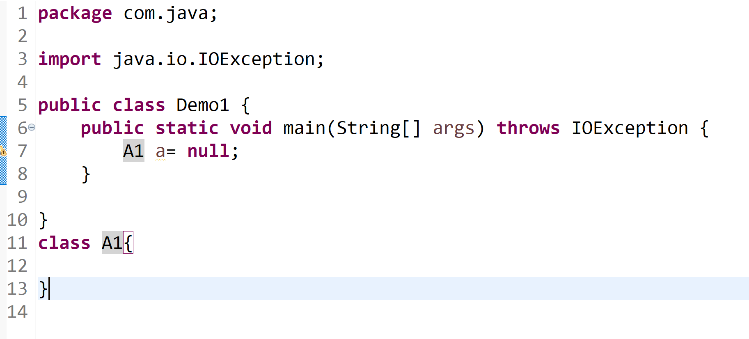 1 package com.java;
2
3 import java.io.IOException;
4
5 public class Demo1 {
6     public static void main(String[] args) throws IOException {
7         A1 a= null;
8     }
9
10 }
11 class A1{
12
13 }
14